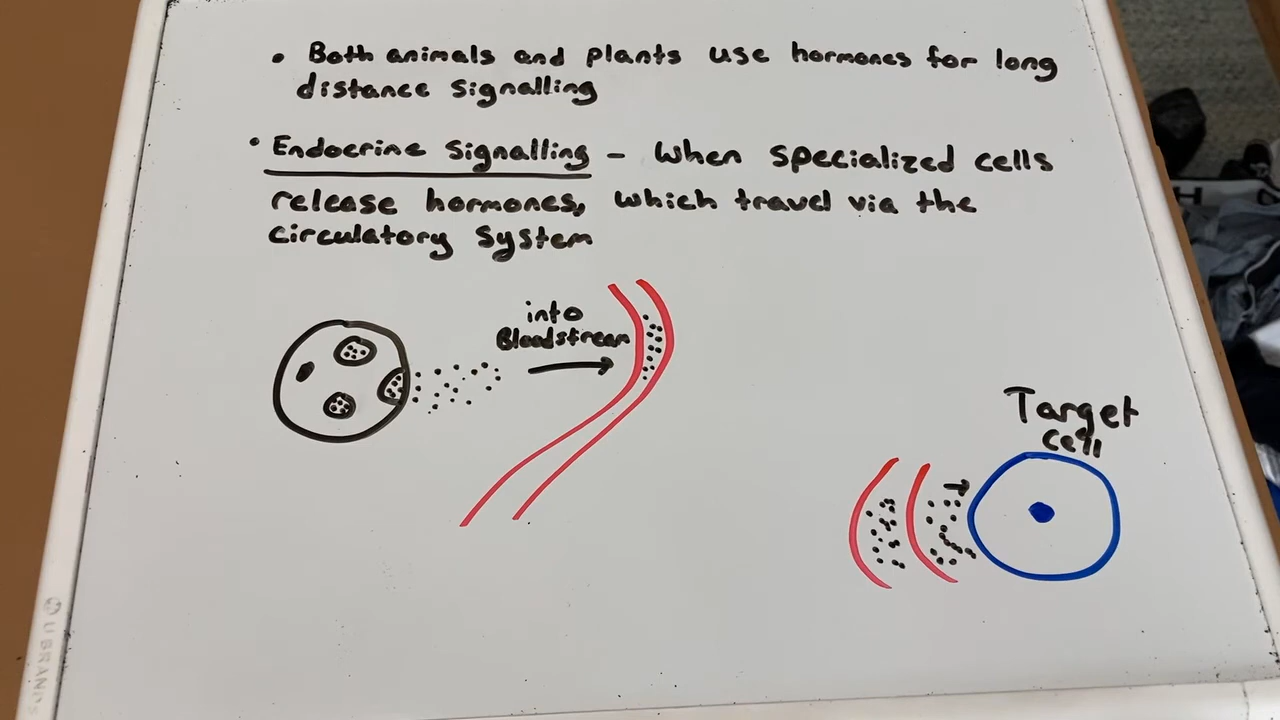 • Both animals and plants use hormones for long
distance signalling
• Endocrine Signalling – When specialized cells
release hormones, which travel via the
circulatory system
into
Bloodstream
Target
cell
U BRANDS
H